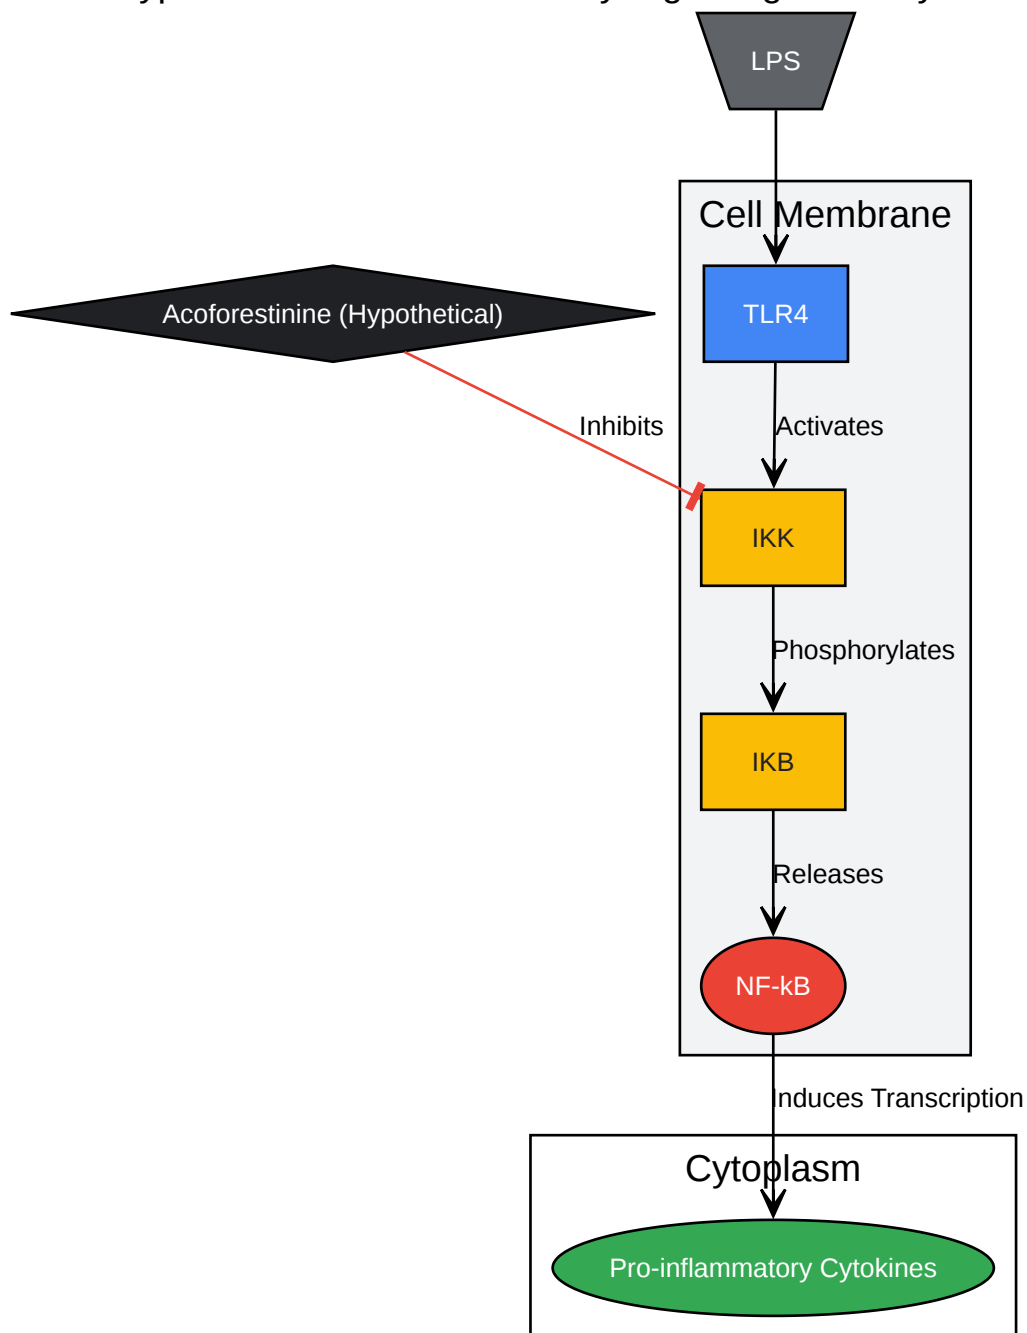 LPS
Cell Membrane
Acoforestinine (Hypothetical)
TLR4
Inhibits
Activates
IKK
Phosphorylates
IKB
Releases
NF-kB
Induces Transcription
Cytoplasm
Pro-inflammatory Cytokines